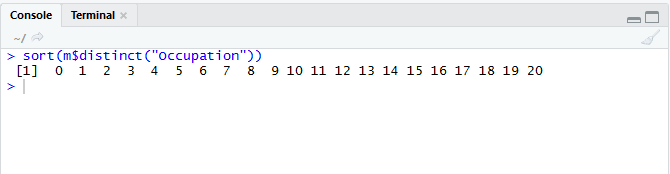 Console Terminal ×
~/
> sort(m$distinct("Occupation"))
[1] 0 1 2 3 4 5 6 7 8 9 10 11 12 13 14 15 16 17 18 19 20
>